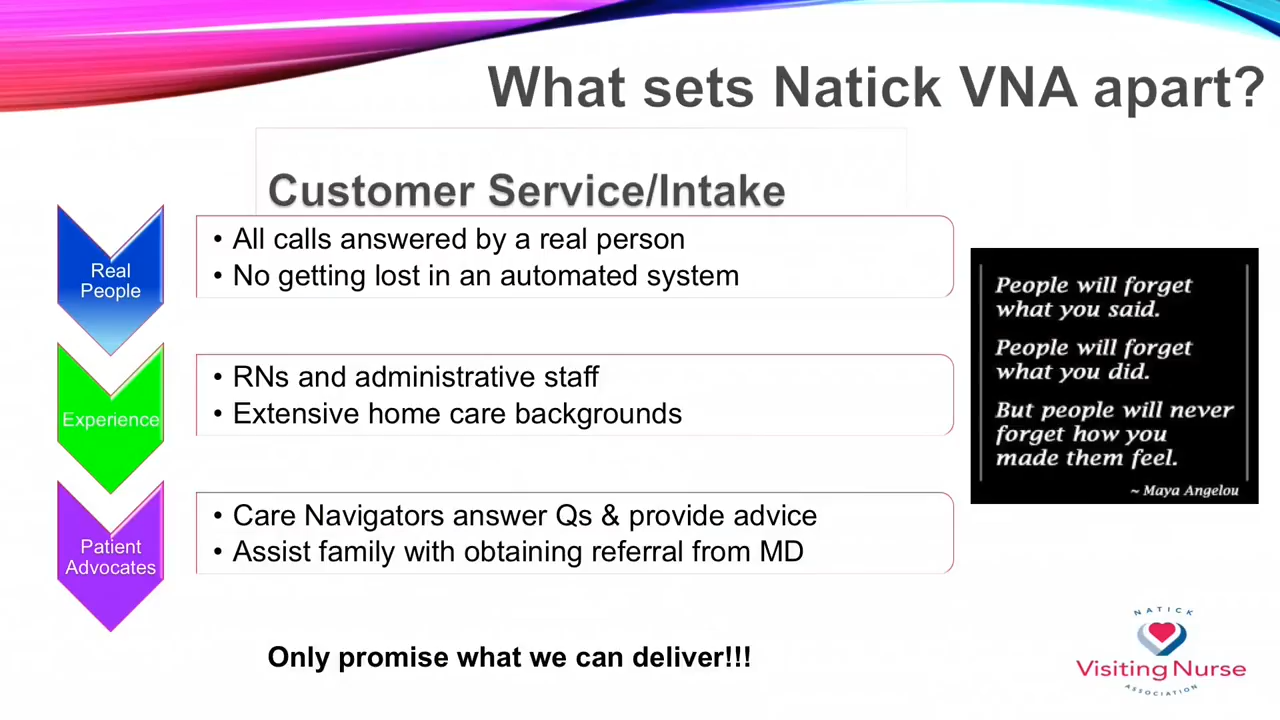 What sets Natick VNA apart?
Customer Service/Intake
Real
People
• All calls answered by a real person
• No getting lost in an automated system
Experience
• RNs and administrative staff
• Extensive home care backgrounds
Patient
Advocates
• Care Navigators answer Qs & provide advice
• Assist family with obtaining referral from MD
People will forget
what you said.
People will forget
what you did.
But people will never
forget how you
made them feel.
~ Maya Angelou
Only promise what we can deliver!!!
NATICK
Visiting Nurse
ASSOCIATION